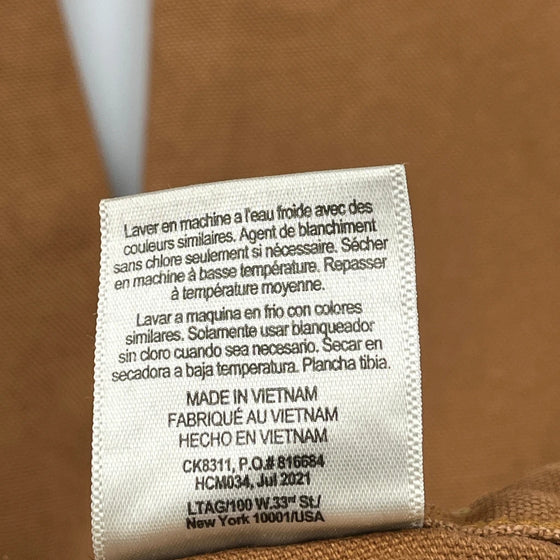 Laver en machine a l'eau froide avec des
couleurs similaires. Agent de blanchiment
sans chlore seulement si nécessaire. Sécher
en machine à basse température. Repasser
à température moyenne.
Lavar a maquina en frio con colores
similares. Solamente usar blanqueador
sin cloro cuando sea necesario. Secar en
secadora a baja temperatura. Plancha tibia.
MADE IN VIETNAM
FABRIQUÉ AU VIETNAM
HECHO EN VIETNAM
CK8311, P.O.# 816684
HCM034, Jul 2021
LTAG/100 W.33rd St./
New York 10001/USA